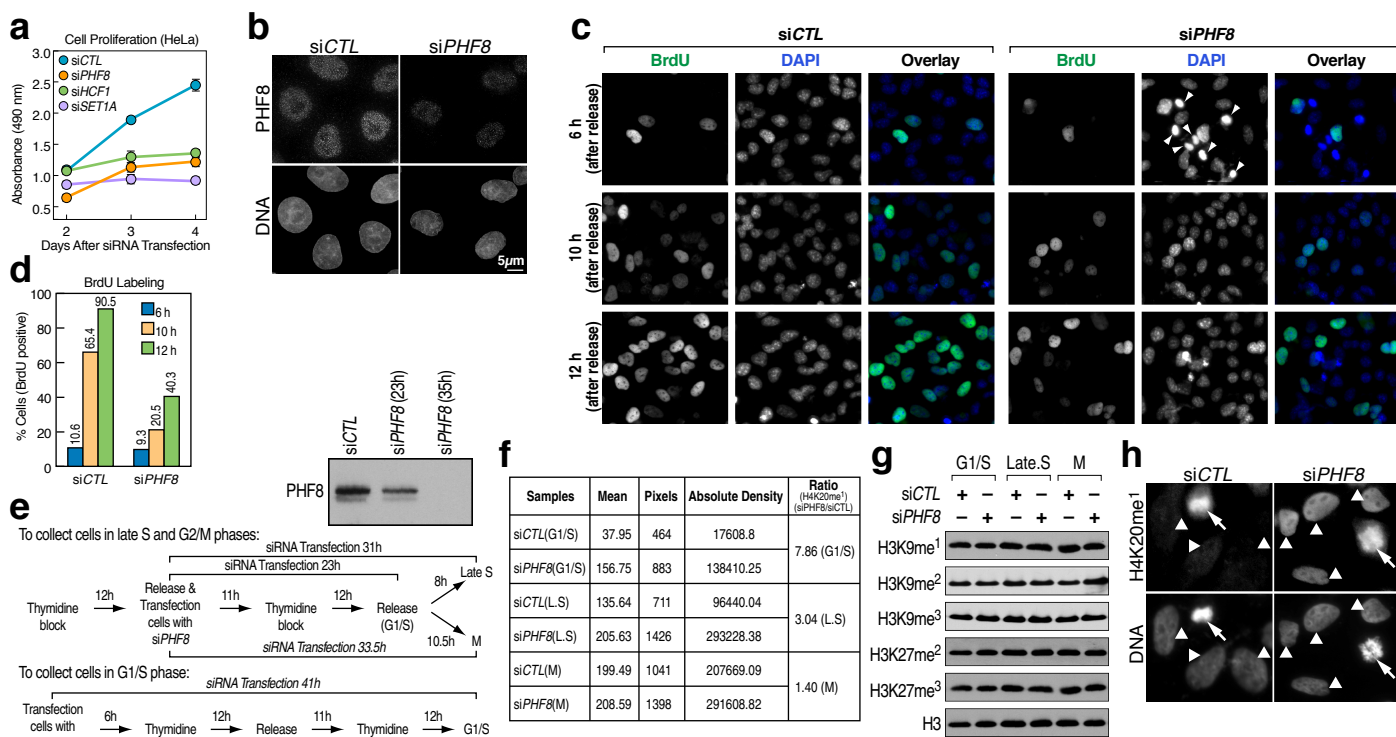 a
Cell Proliferation (HeLa)
3.0
2.5
2.0
1.5
1.0
0.5
siCTL
siPHF8
siHCF1
siSET1A
Absorbance (490 nm)
2 3 4
Days After siRNA Transfection
b
siCTL siPHF8
PHF8
DNA
5µm
c
siCTL siPHF8
BrdU DAPI Overlay BrdU DAPI Overlay
6 h
(after release)
10 h
(after release)
12 h
(after release)
d
BrdU Labeling
100
80
60
40
20
0
% Cells (BrdU positive)
6 h
10 h
12 h
10.6 65.4 90.5
9.3 20.5 40.3
siCTL siPHF8
siCTL
siPHF8 (23h)
siPHF8 (35h)
PHF8
e
To collect cells in late S and G2/M phases:
siRNA Transfection 31h
siRNA Transfection 23h
Thymidine
block
12h
Release &
Transfection
cells with
siPHF8
11h
Thymidine
block
12h
Release
(G1/S)
8h
Late S
10.5h
M
siRNA Transfection 33.5h
To collect cells in G1/S phase:
siRNA Transfection 41h
Transfection
cells with
6h
Thymidine
12h
Release
11h
Thymidine
12h
G1/S
f
Samples Mean Pixels Absolute Density Ratio
(H4K20me1)
(siPHF8/siCTL)
siCTL(G1/S) 37.95 464 17608.8
7.86 (G1/S)
siPHF8(G1/S) 156.75 883 138410.25
siCTL(L.S) 135.64 711 96440.04
3.04 (L.S)
siPHF8(L.S) 205.63 1426 293228.38
siCTL(M) 199.49 1041 207669.09
1.40 (M)
siPHF8(M) 208.59 1398 291608.82
g
G1/S Late.S M
siCTL + − + − + −
siPHF8 − + − + − +
H3K9me1
H3K9me2
H3K9me3
H3K27me2
H3K27me3
H3
h
siCTL siPHF8
H4K20me1
DNA